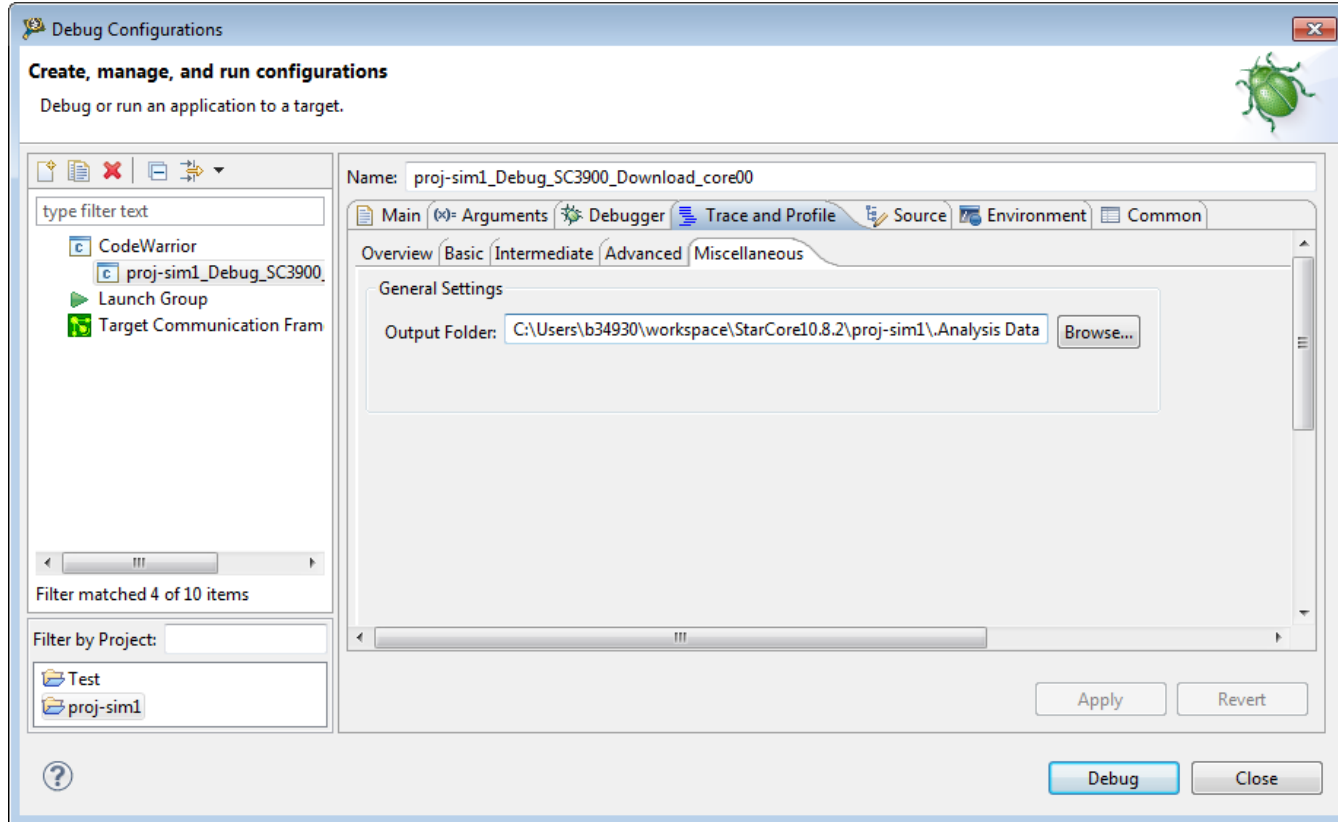 Debug Configurations
Create, manage, and run configurations
Debug or run an application to a target.
type filter text
CodeWarrior
proj-sim1_Debug_SC3900_
Launch Group
Target Communication Fram
Filter matched 4 of 10 items
Filter by Project:
Test
proj-sim1
Name: proj-sim1_Debug_SC3900_Download_core00
Main (x)= Arguments Debugger Trace and Profile Source Environment Common
Overview Basic Intermediate Advanced Miscellaneous
General Settings
Output Folder: C:\Users\b34930\workspace\StarCore10.8.2\proj-sim1\.Analysis Data Browse...
Apply Revert
Debug Close